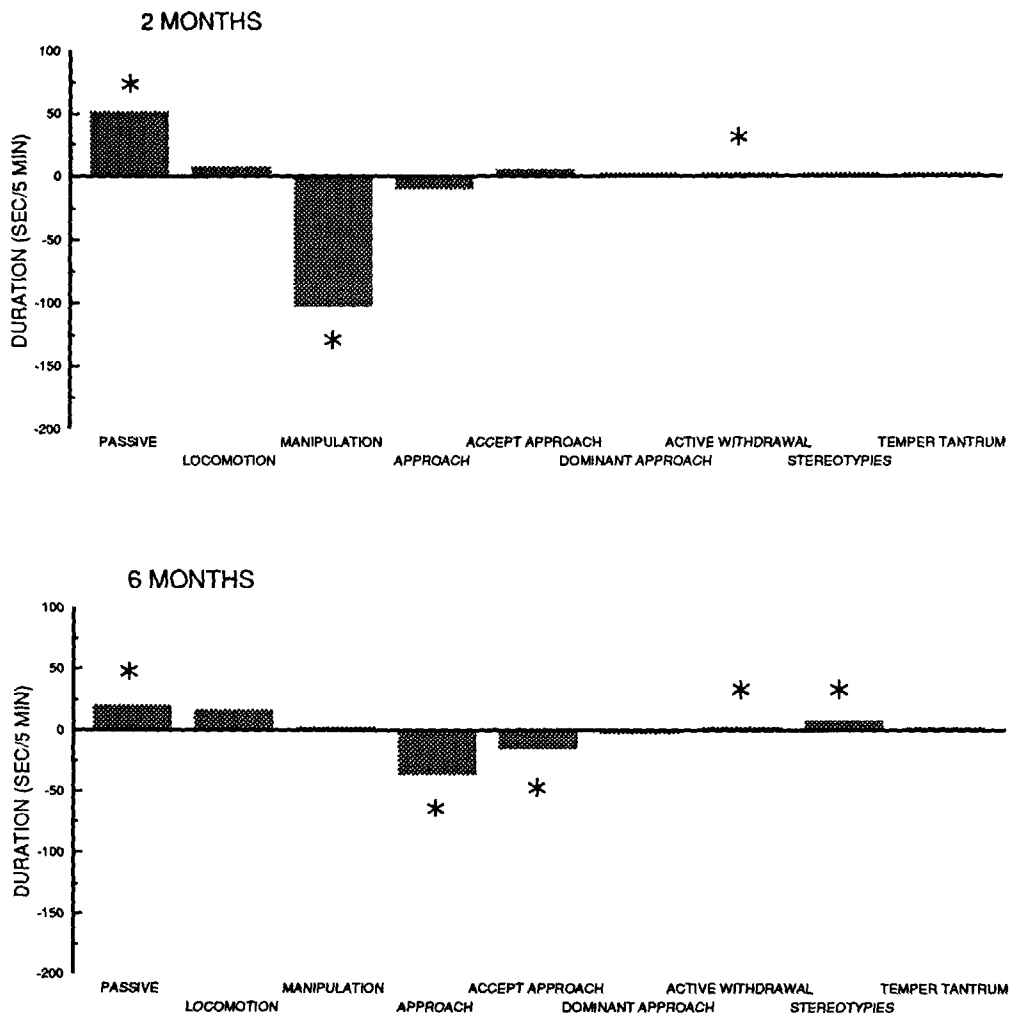 2 MONTHS
100
50
0
-50
-100
-150
-200
DURATION (SEC/5 MIN)
*
*
*
PASSIVE MANIPULATION ACCEPT APPROACH ACTIVE WITHDRAWAL TEMPER TANTRUM
LOCOMOTION APPROACH DOMINANT APPROACH STEREOTYPIES
6 MONTHS
100
50
0
-50
-100
-150
-200
DURATION (SEC/5 MIN)
*
*
*
*
*
PASSIVE MANIPULATION ACCEPT APPROACH ACTIVE WITHDRAWAL TEMPER TANTRUM
LOCOMOTION APPROACH DOMINANT APPROACH STEREOTYPIES